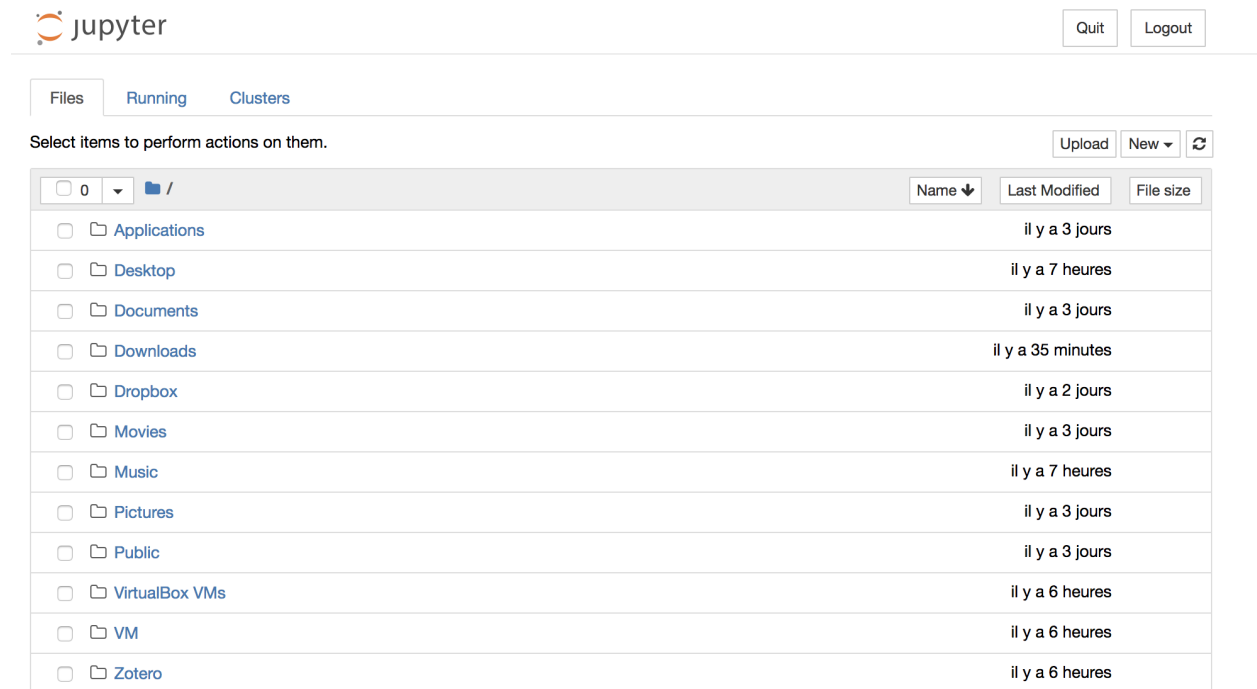 jupyter Quit Logout
Files Running Clusters
Select items to perform actions on them. Upload New
0 / Name Last Modified File size
Applications il y a 3 jours
Desktop il y a 7 heures
Documents il y a 3 jours
Downloads il y a 35 minutes
Dropbox il y a 2 jours
Movies il y a 3 jours
Music il y a 7 heures
Pictures il y a 3 jours
Public il y a 3 jours
VirtualBox VMs il y a 6 heures
VM il y a 6 heures
Zotero il y a 6 heures